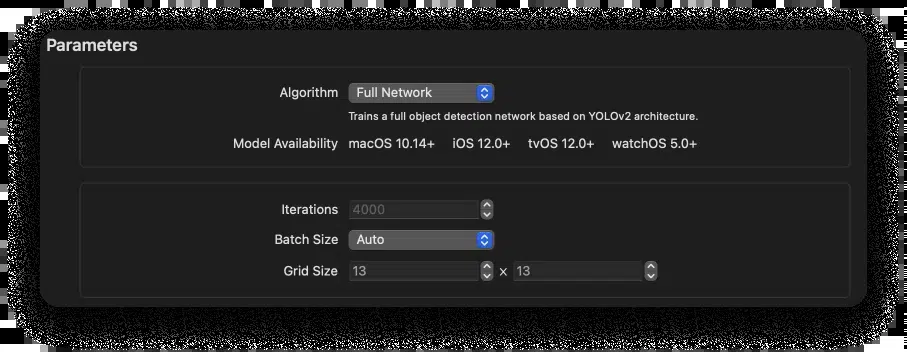 Parameters
Algorithm Full Network
Trains a full object detection network based on YOLOv2 architecture.
Model Availability macOS 10.14+ iOS 12.0+ tvOS 12.0+ watchOS 5.0+
Iterations 4000
Batch Size Auto
Grid Size 13 x 13